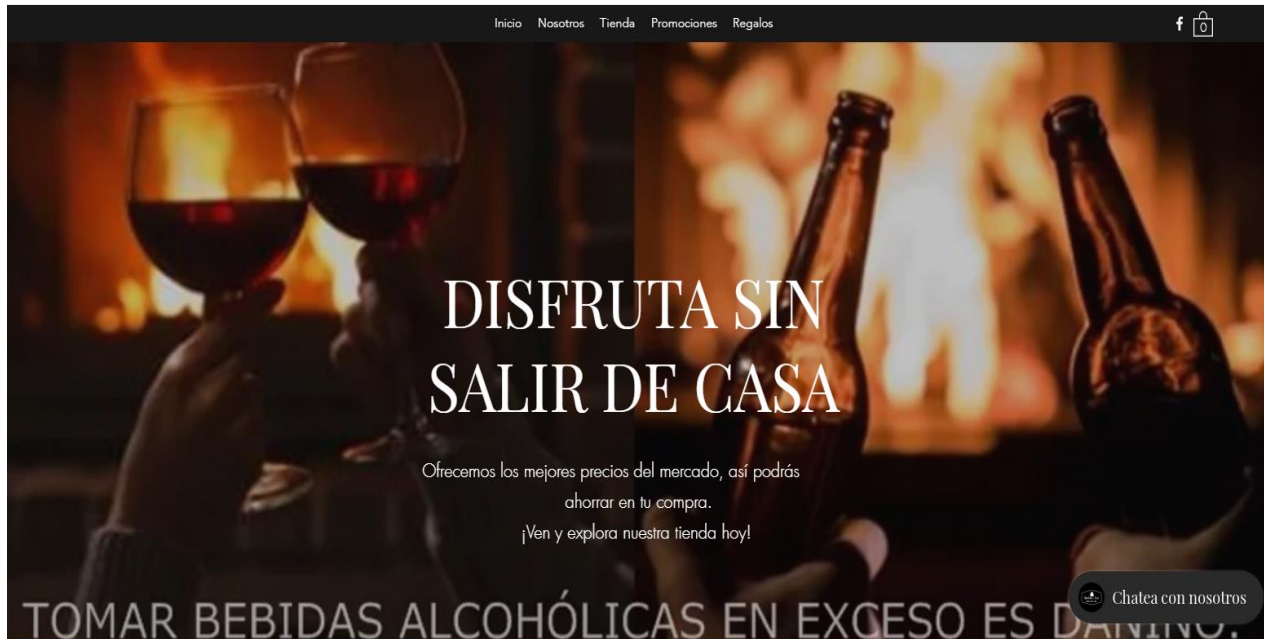 Inicio Nosotros Tienda Promociones Regalos
0
DISFRUTA SIN
SALIR DE CASA
Ofrecemos los mejores precios del mercado, así podrás
ahorrar en tu compra.
¡Ven y explora nuestra tienda hoy!
Chatea con nosotros
TOMAR BEBIDAS ALCOHÓLICAS EN EXCESO ES DAÑINO